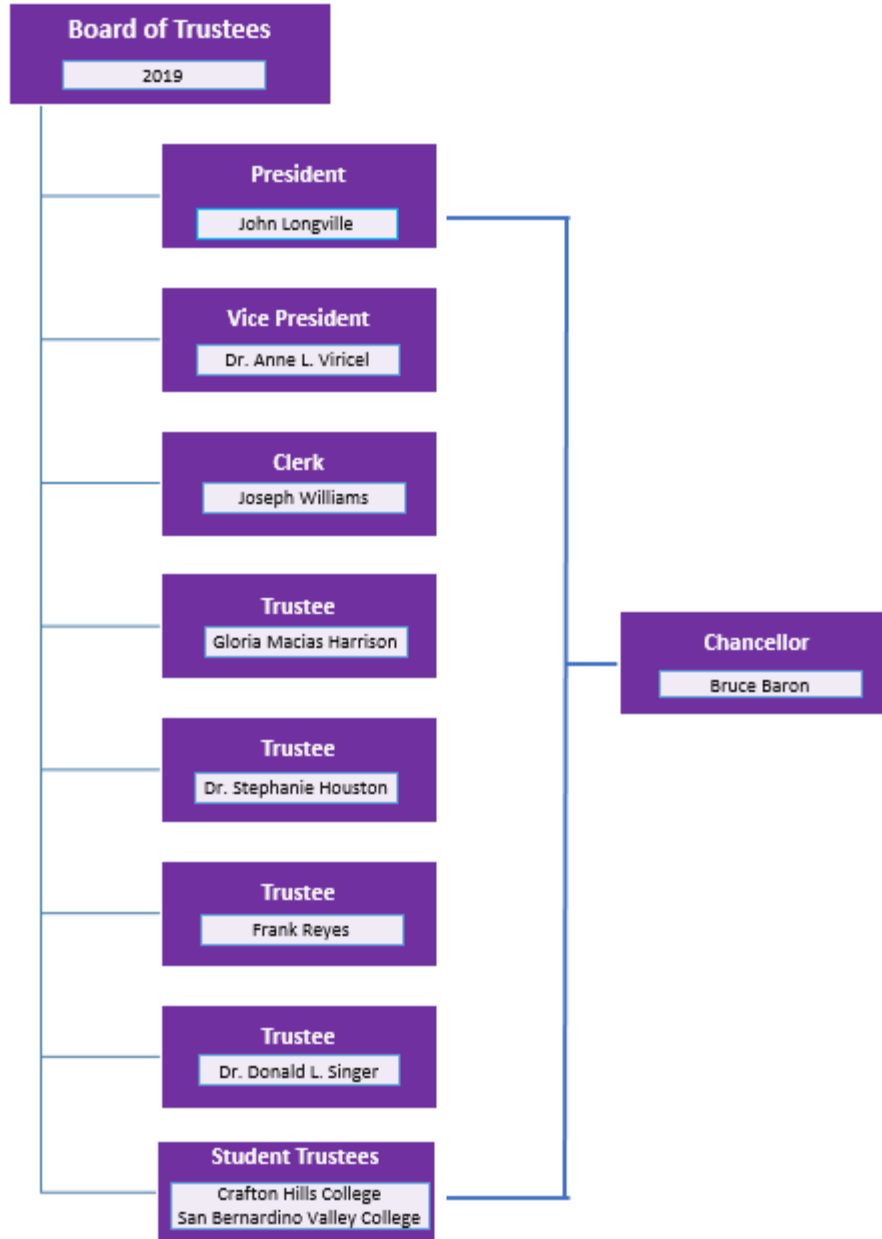 Board of Trustees
2019
President
John Longville
Vice President
Dr. Anne L. Viricel
Clerk
Joseph Williams
Trustee
Gloria Macias Harrison
Trustee
Dr. Stephanie Houston
Trustee
Frank Reyes
Trustee
Dr. Donald L. Singer
Student Trustees
Crafton Hills College
San Bernardino Valley College
Chancellor
Bruce Baron